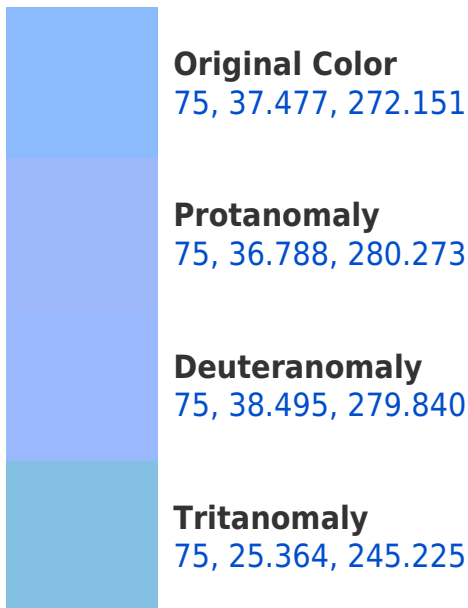 Original Color
75, 37.477, 272.151
Protanomaly
75, 36.788, 280.273
Deuteranomaly
75, 38.495, 279.840
Tritanomaly
75, 25.364, 245.225